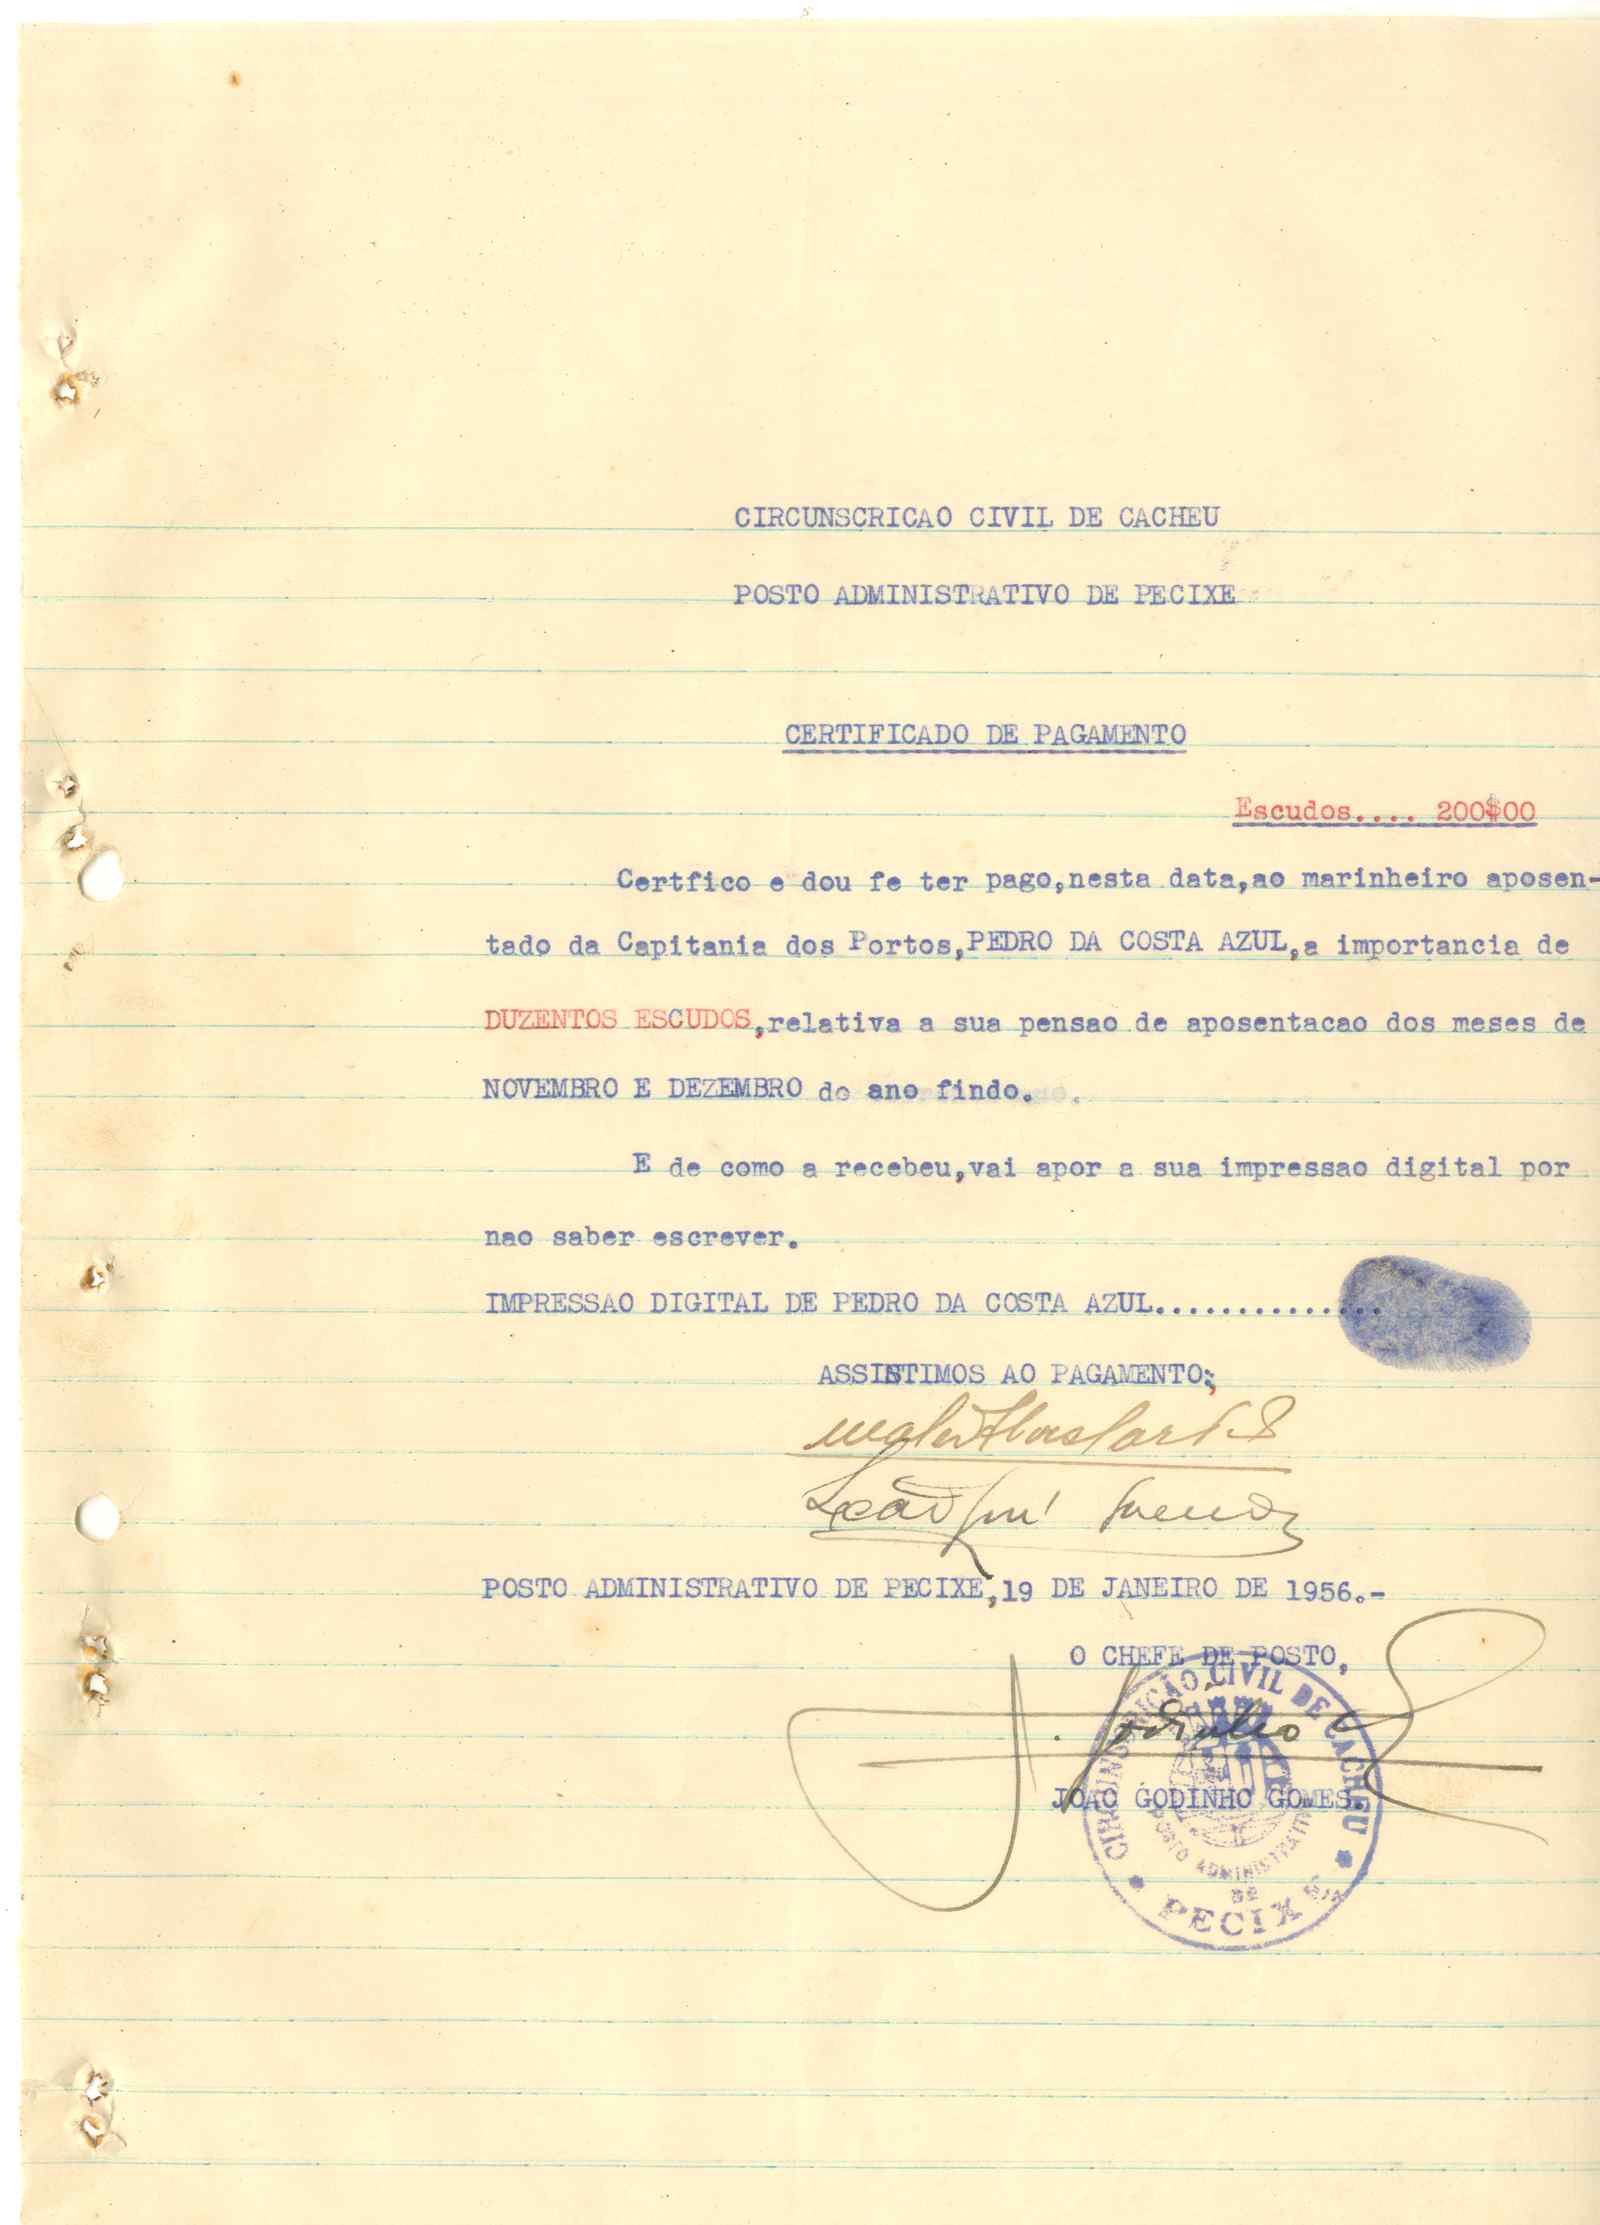 CIRCUNSCRICAO CIVIL DE CACHEU
POSTO ADMINISTRATIVO DE PECIXE
CERTIFICADO DE PAGAMENTO
Escudos.... 200$00
Certfico e dou fe ter pago,nesta data,ao marinheiro aposen-
tado da Capitania dos Portos,PEDRO DA COSTA AZUL,a importancia de
DUZENTOS ESCUDOS,relativa a sua pensao de aposentacao dos meses de
NOVEMBRO E DEZEMBRO do ano findo.
E de como a recebeu,vai apor a sua impressao digital por
nao saber escrever.
IMPRESSAO DIGITAL DE PEDRO DA COSTA AZUL..............
ASSISTIMOS AO PAGAMENTO;
POSTO ADMINISTRATIVO DE PECIXE,19 DE JANEIRO DE 1956.-
O CHEFE DE POSTO,
J. Godinho
JOAO GODINHO GOMES.
CIRCUNSCRIÇÃO CIVIL DE CACHEU
POSTO ADMINISTRATIVO
DE
PECIXE